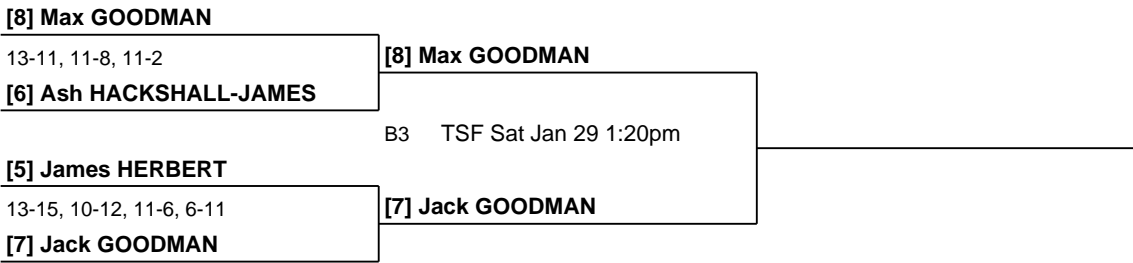 [8] Max GOODMAN
13-11, 11-8, 11-2
[8] Max GOODMAN
[6] Ash HACKSHALL-JAMES
B3 TSF Sat Jan 29 1:20pm
[5] James HERBERT
13-15, 10-12, 11-6, 6-11
[7] Jack GOODMAN
[7] Jack GOODMAN